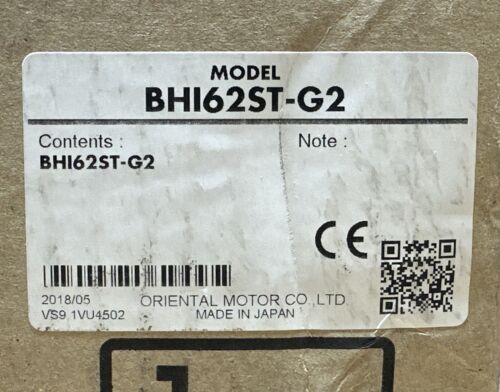 MODEL
BHI62ST-G2
Contents :
Note :
BHI62ST-G2
CE
2018/05
ORIENTAL MOTOR CO.,LTD
VS9 1VU4502
MADE IN JAPAN
1